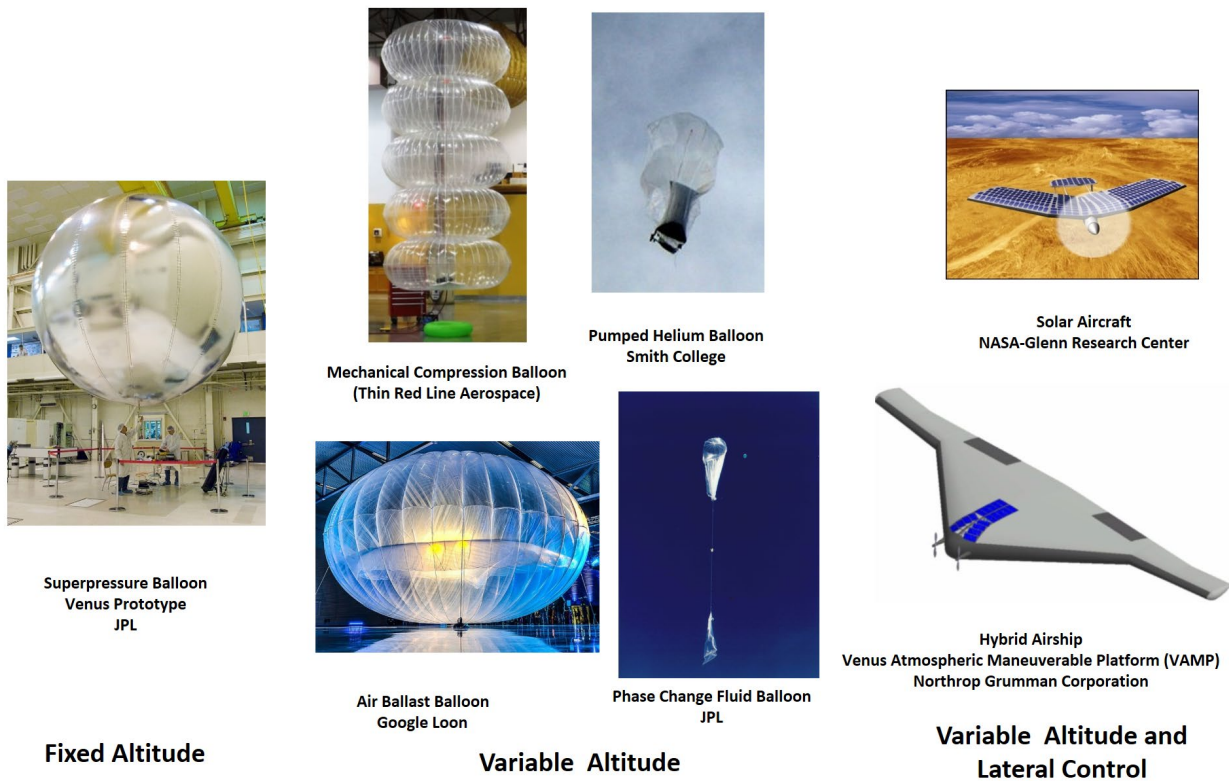 Superpressure Balloon
Venus Prototype
JPL
Fixed Altitude
Mechanical Compression Balloon
(Thin Red Line Aerospace)
Pumped Helium Balloon
Smith College
Air Ballast Balloon
Google Loon
Phase Change Fluid Balloon
JPL
Variable Altitude
Solar Aircraft
NASA-Glenn Research Center
Hybrid Airship
Venus Atmospheric Maneuverable Platform (VAMP)
Northrop Grumman Corporation
Variable Altitude and
Lateral Control